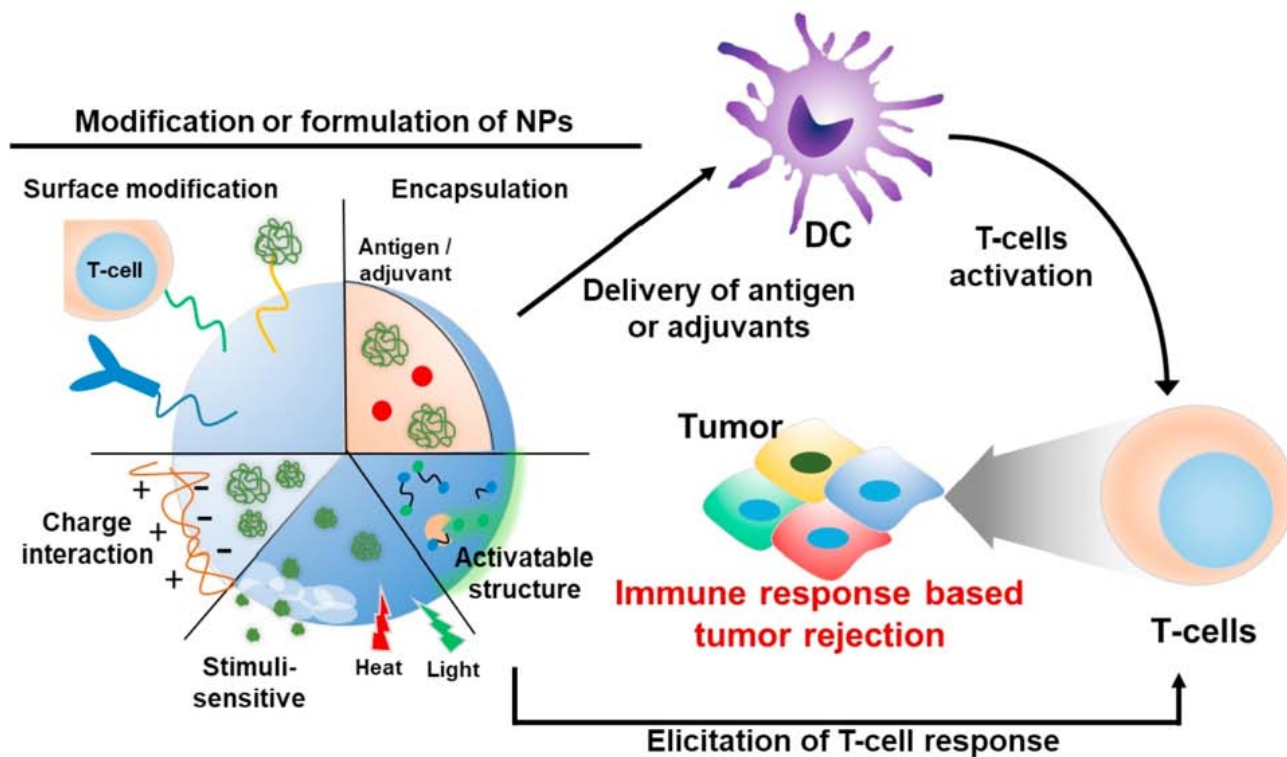 Modification or formulation of NPs
Surface modification
Encapsulation
Antigen /
adjuvant
T-cell
DC
Delivery of antigen
or adjuvants
T-cells
activation
+
-
+
-
+
-
+
Charge
interaction
Activatable
structure
Stimuli-
sensitive
Heat
Light
Tumor
Immune response based
tumor rejection
T-cells
Elicitation of T-cell response